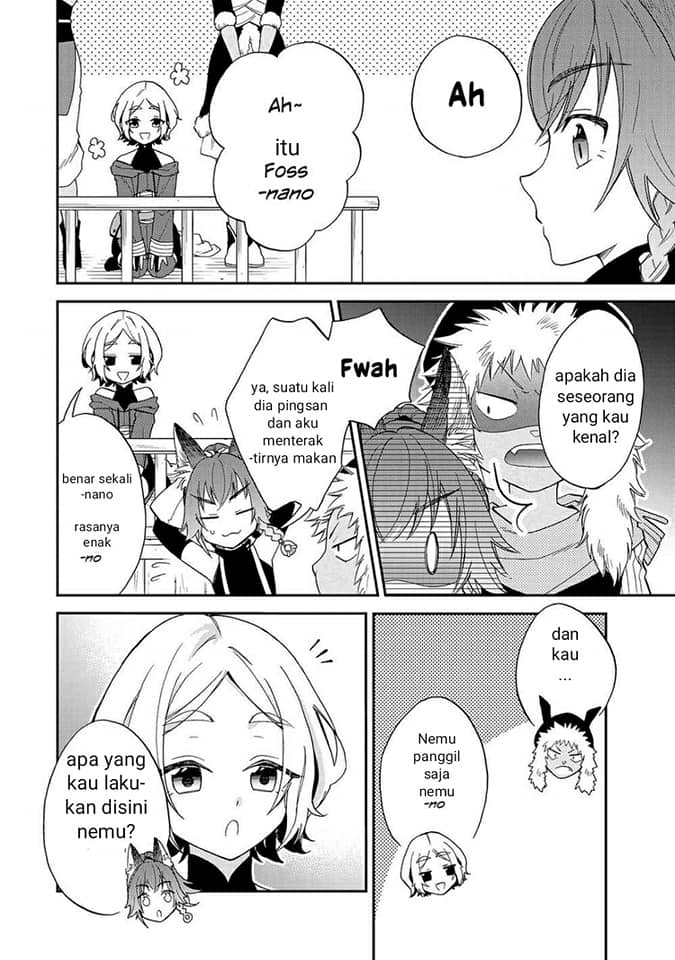 Ah
Ah~
itu
Foss
-nano
apakah dia
seseorang
yang kau
kenal?
Fwah
ya, suatu kali
dia pingsan
dan aku
menterak
-tirnya makan
benar sekali
-nano
rasanya
enak
-no
dan
kau
...
Nemu
panggil
saja
nemu
-no
apa yang
kau laku-
kan disini
nemu?